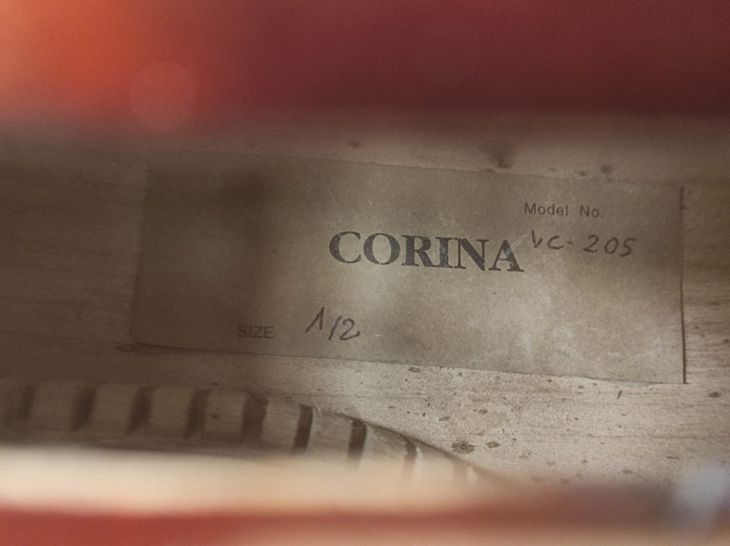 Model No.
CORINA VC-205
SIZE 1/2